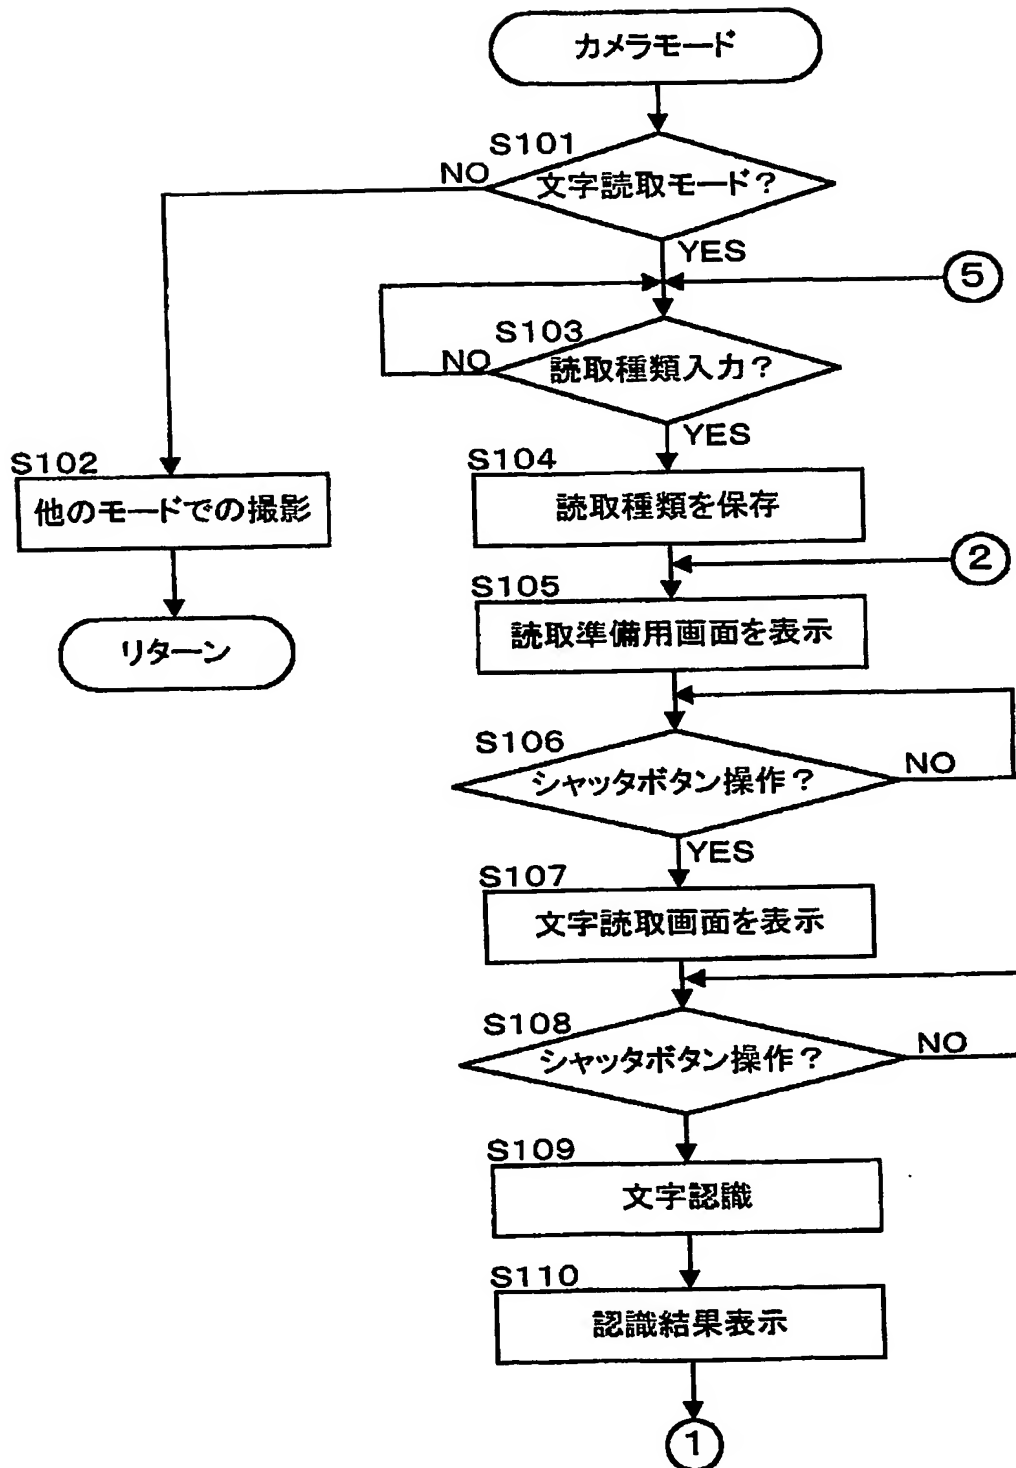 カメラモード
S101
NO
文字読取モード?
YES
5
S103
NO
読取種類入力?
YES
S102
他のモードでの撮影
リターン
S104
読取種類を保存
2
S105
読取準備用画面を表示
S106
シャッタボタン操作?
NO
YES
S107
文字読取画面を表示
S108
シャッタボタン操作?
NO
S109
文字認識
S110
認識結果表示
1